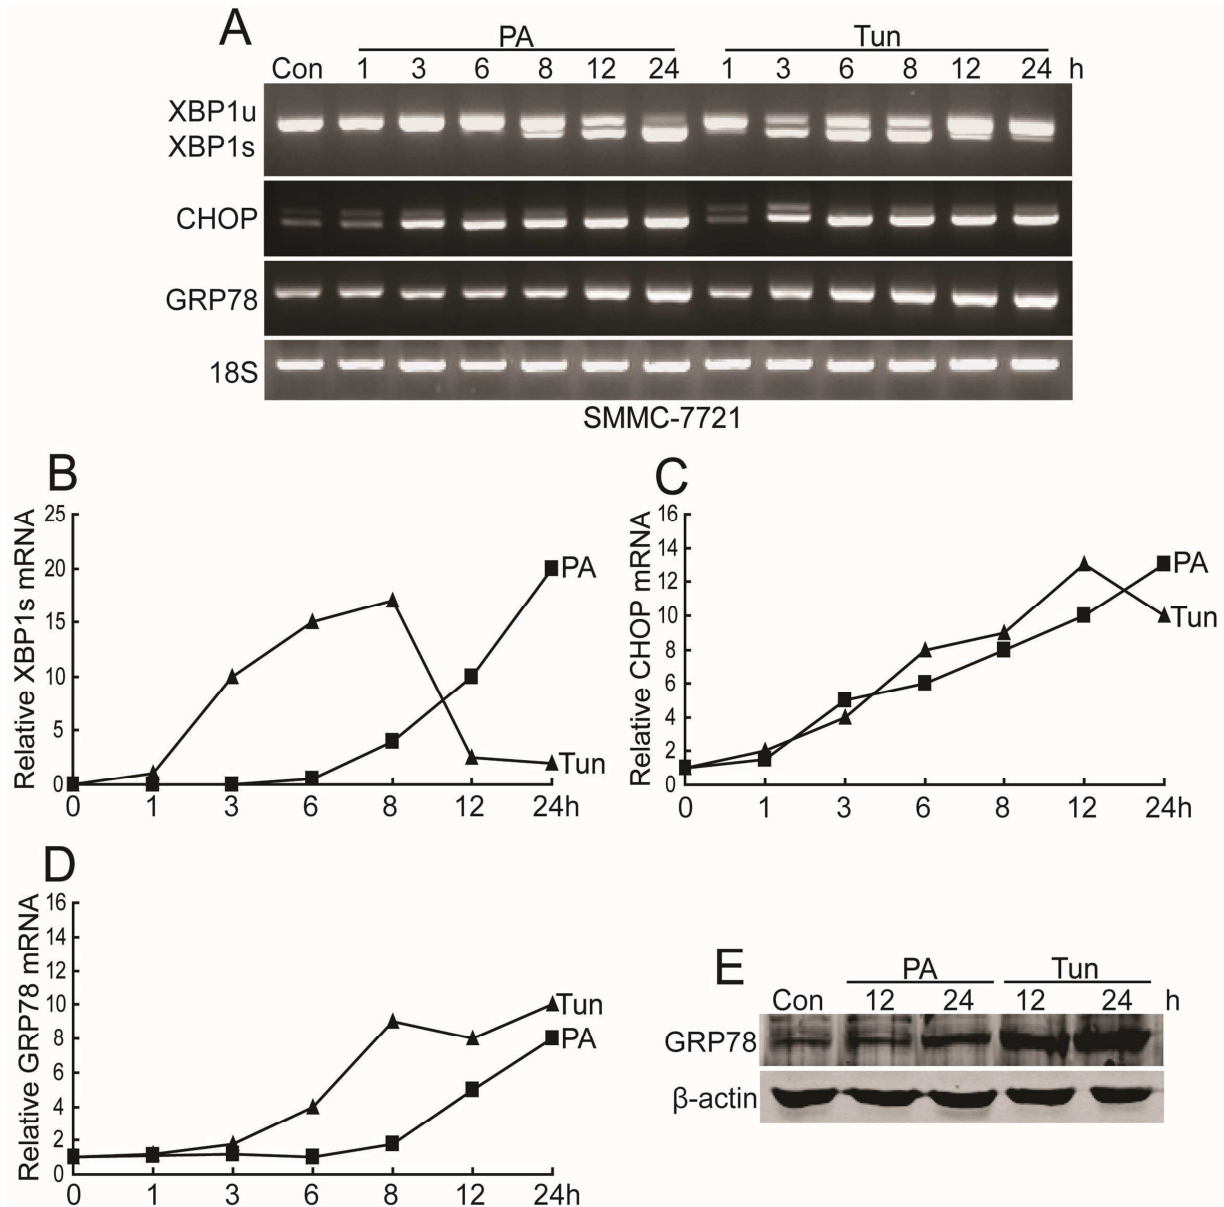 A
PA Tun
Con 1 3 6 8 12 24 1 3 6 8 12 24 h
XBP1u
XBP1s
CHOP
GRP78
18S
SMMC-7721
B
Relative XBP1s mRNA
25
20
15
10
5
0
PA
Tun
0 1 3 6 8 12 24h
C
Relative CHOP mRNA
16
14
12
10
8
6
4
2
0
PA
Tun
0 1 3 6 8 12 24h
D
Relative GRP78 mRNA
16
14
12
10
8
6
4
2
0
Tun
PA
0 1 3 6 8 12 24h
E
PA Tun
Con 12 24 12 24 h
GRP78
β-actin